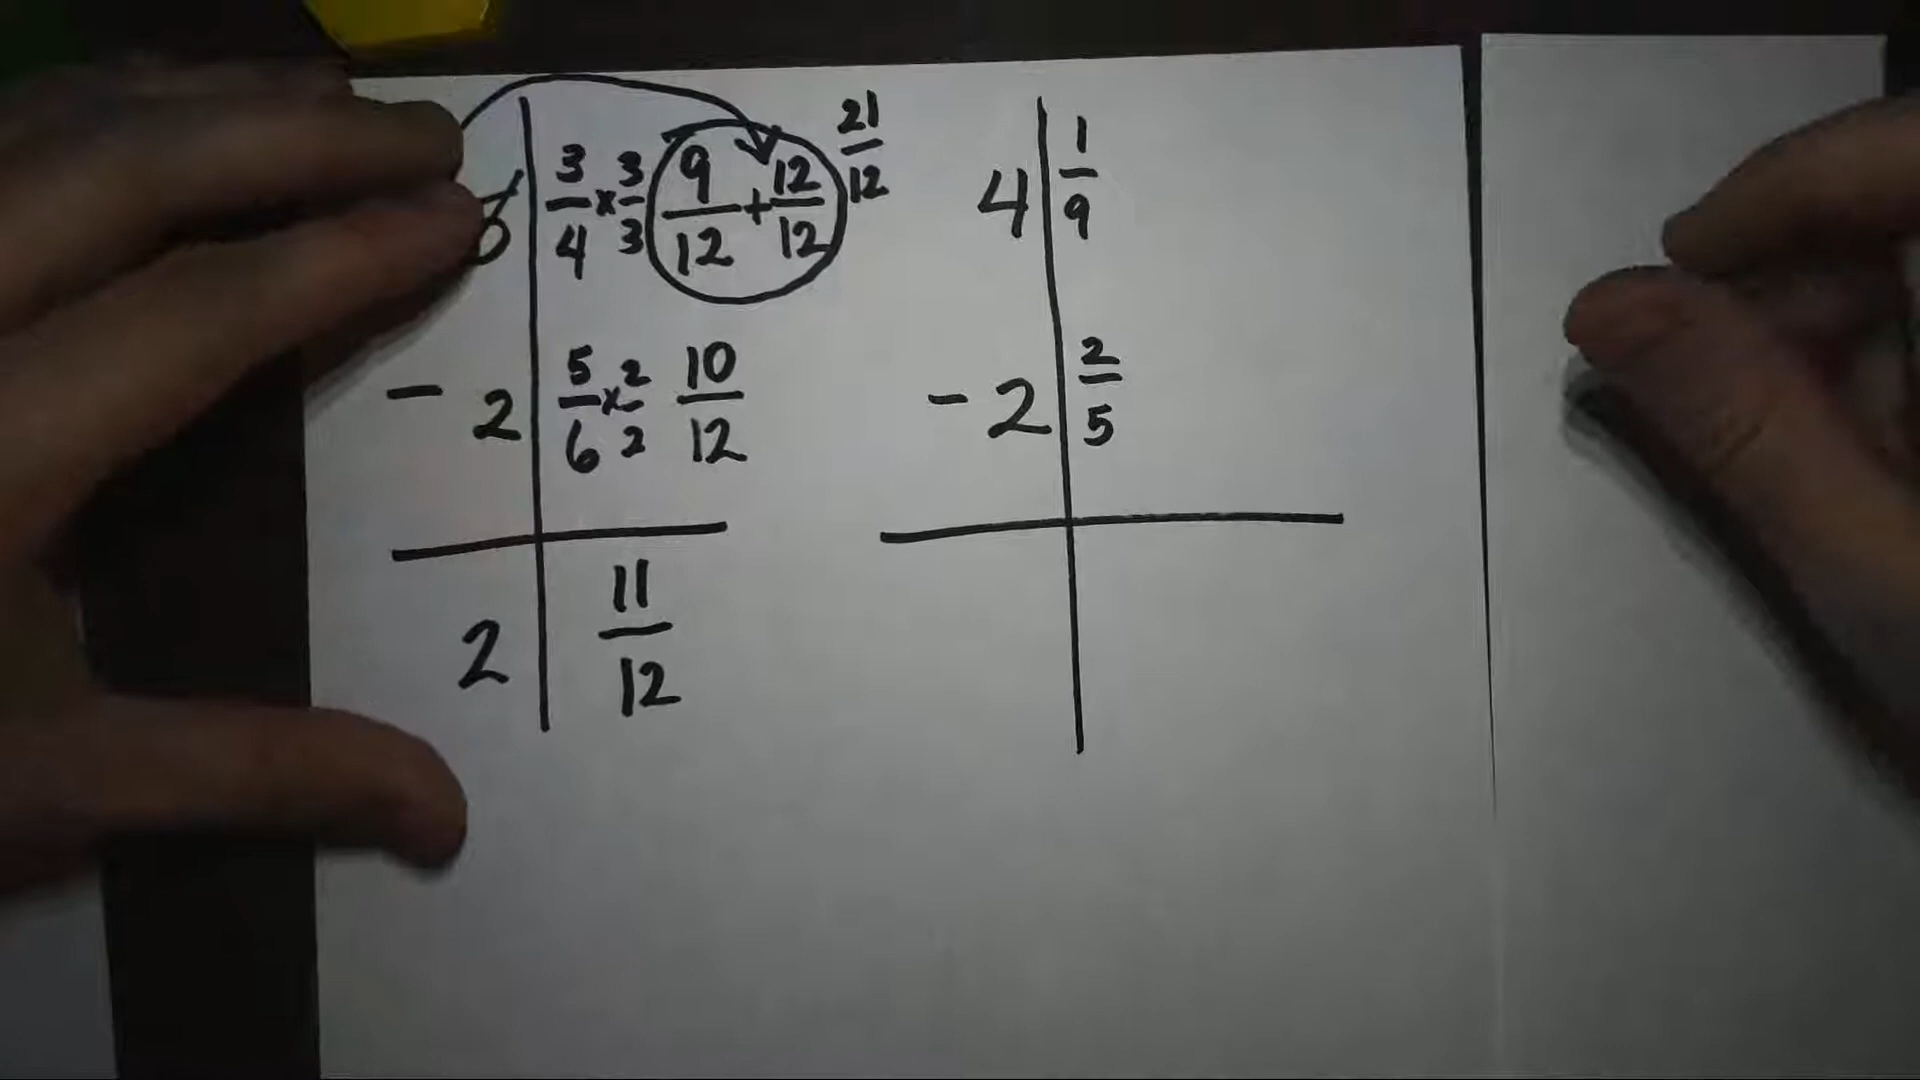 3/4 × 3/3 9/12 + 12/12 21/12
- 2 5/6 × 2/2 10/12
2 11/12
4 1/9
- 2 2/5